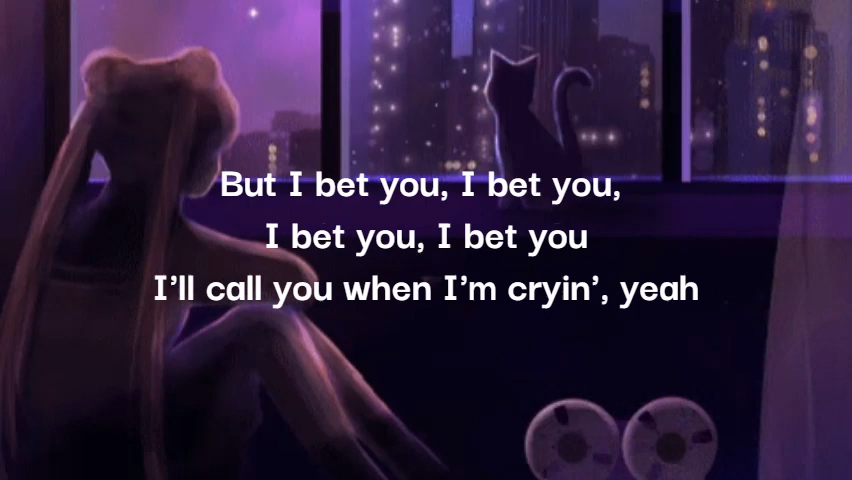 But I bet you, I bet you,
I bet you, I bet you
I'll call you when I'm cryin', yeah